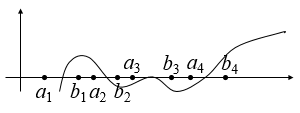 a₃ b₃ a₄ b₄
a₁ b₁ a₂ b₂